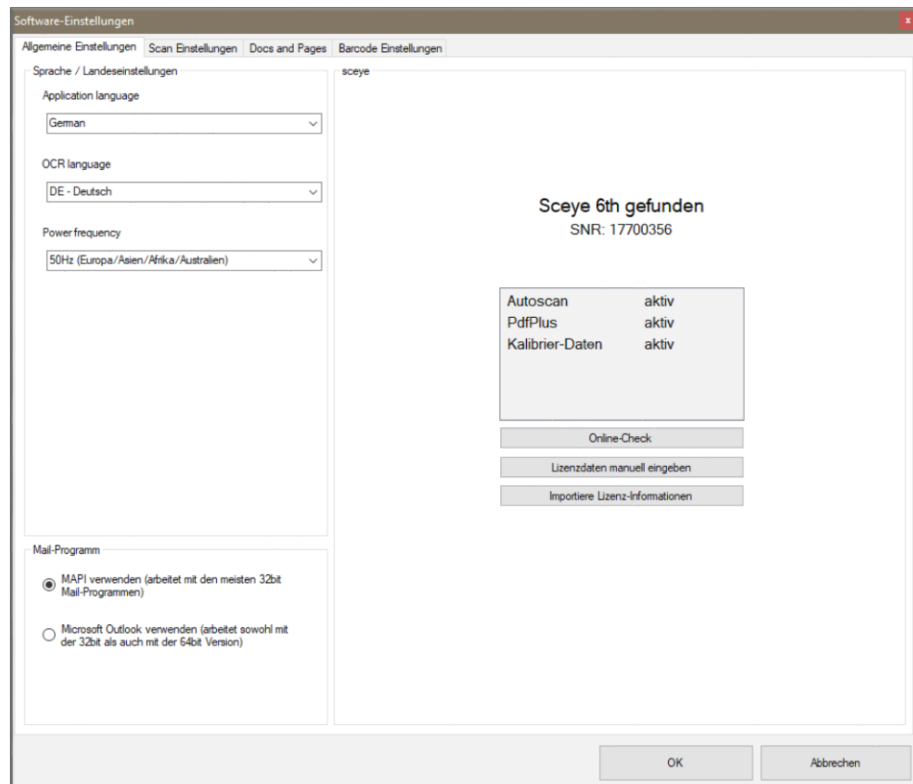 Software-Einstellungen
x
Allgemeine Einstellungen
Scan Einstellungen
Docs and Pages
Barcode Einstellungen
Sprache / Landeseinstellungen
Application language
German
OCR language
DE - Deutsch
Power frequency
50Hz (Europa/Asien/Afrika/Australien)
Mail-Programm
MAPI verwenden (arbeitet mit den meisten 32bit
Mail-Programmen)
Microsoft Outlook verwenden (arbeitet sowohl mit
der 32bit als auch mit der 64bit Version)
sceye
Sceye 6th gefunden
SNR: 17700356
Autoscan aktiv
PdfPlus aktiv
Kalibrier-Daten aktiv
Online-Check
Lizenzdaten manuell eingeben
Importiere Lizenz-Informationen
OK
Abbrechen